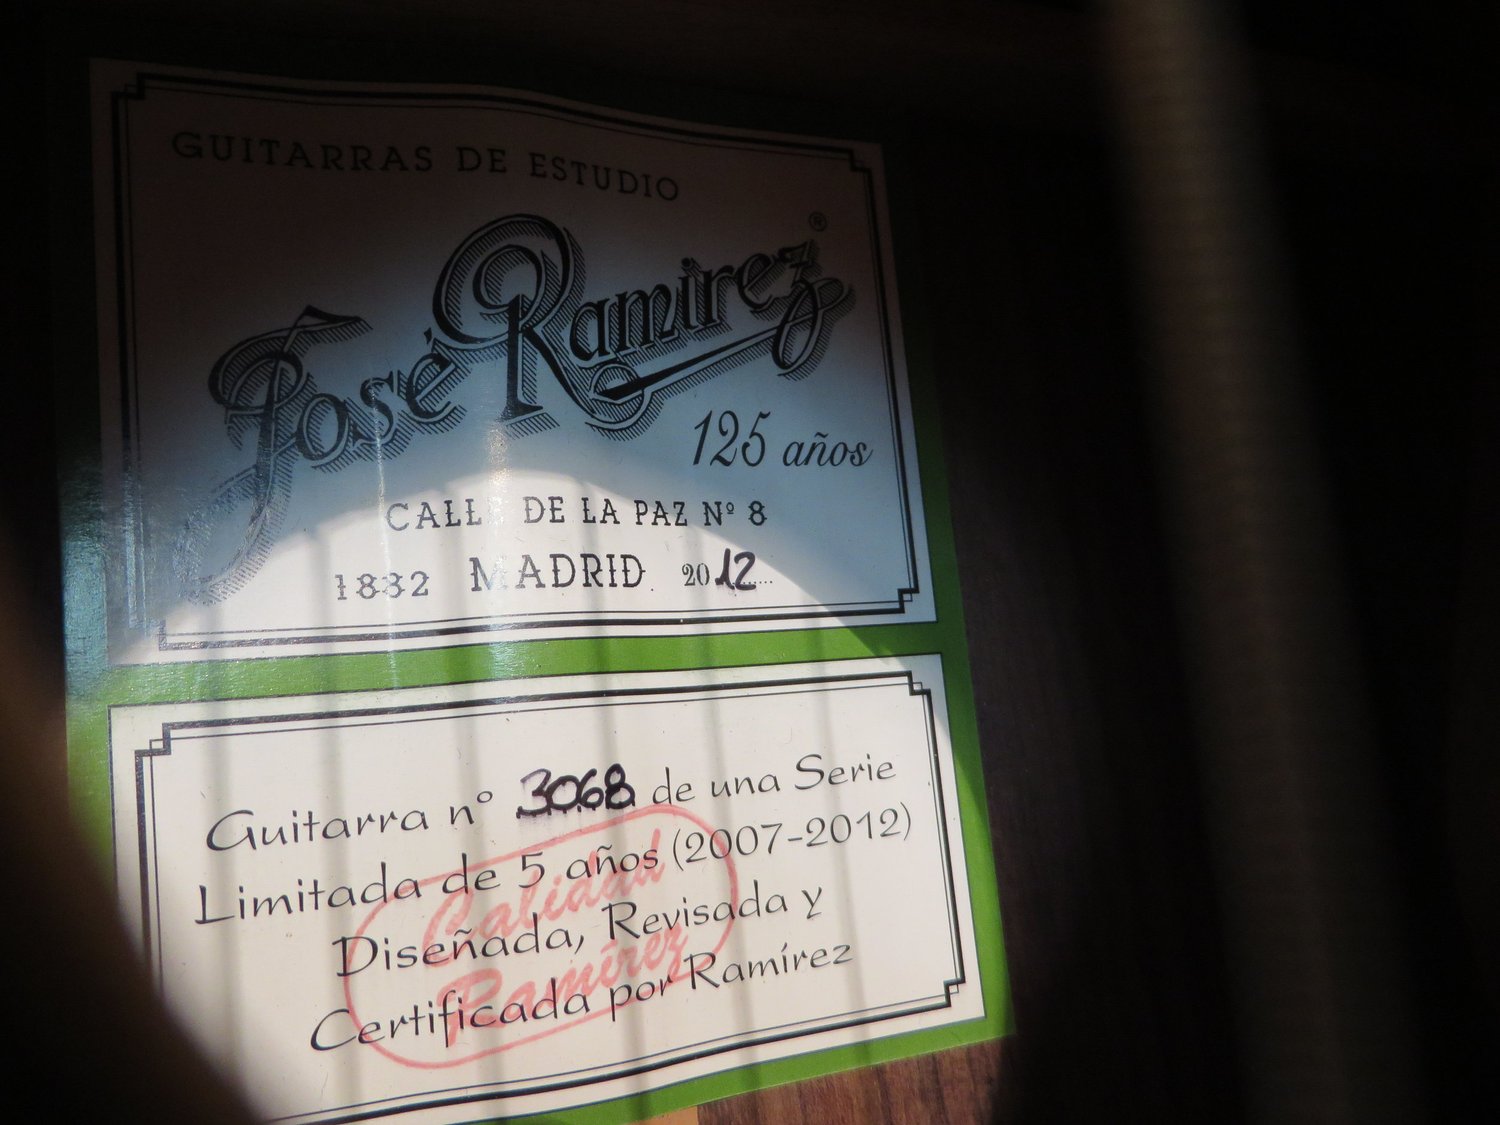 GUITARRAS DE ESTUDIO
José Ramírez ®
125 años
CALLE DE LA PAZ Nº 8
1882 MADRID. 2012
Guitarra nº 3068 de una Serie
Limitada de 5 años (2007-2012)
Diseñada, Revisada y
Certificada por Ramírez
Calidad
Ramírez